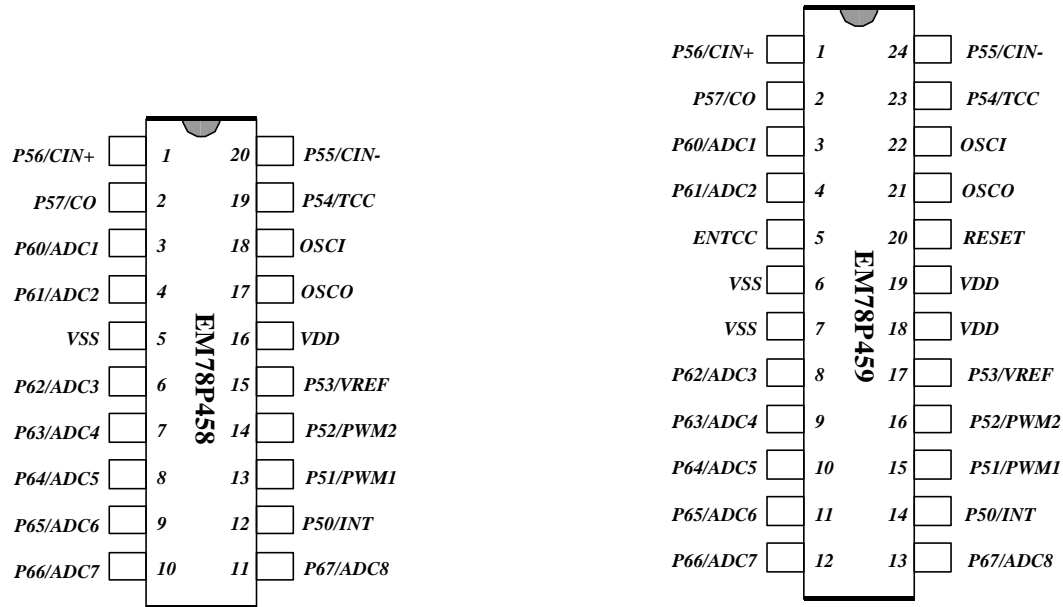 P56/CIN+ 1 20 P55/CIN-
P57/CO 2 19 P54/TCC
P60/ADC1 3 18 OSCI
P61/ADC2 4 17 OSCO
VSS 5 16 VDD
P62/ADC3 6 15 P53/VREF
P63/ADC4 7 14 P52/PWM2
P64/ADC5 8 13 P51/PWM1
P65/ADC6 9 12 P50/INT
P66/ADC7 10 11 P67/ADC8
EM78P458
P56/CIN+ 1 24 P55/CIN-
P57/CO 2 23 P54/TCC
P60/ADC1 3 22 OSCI
P61/ADC2 4 21 OSCO
ENTCC 5 20 RESET
VSS 6 19 VDD
VSS 7 18 VDD
P62/ADC3 8 17 P53/VREF
P63/ADC4 9 16 P52/PWM2
P64/ADC5 10 15 P51/PWM1
P65/ADC6 11 14 P50/INT
P66/ADC7 12 13 P67/ADC8
EM78P459